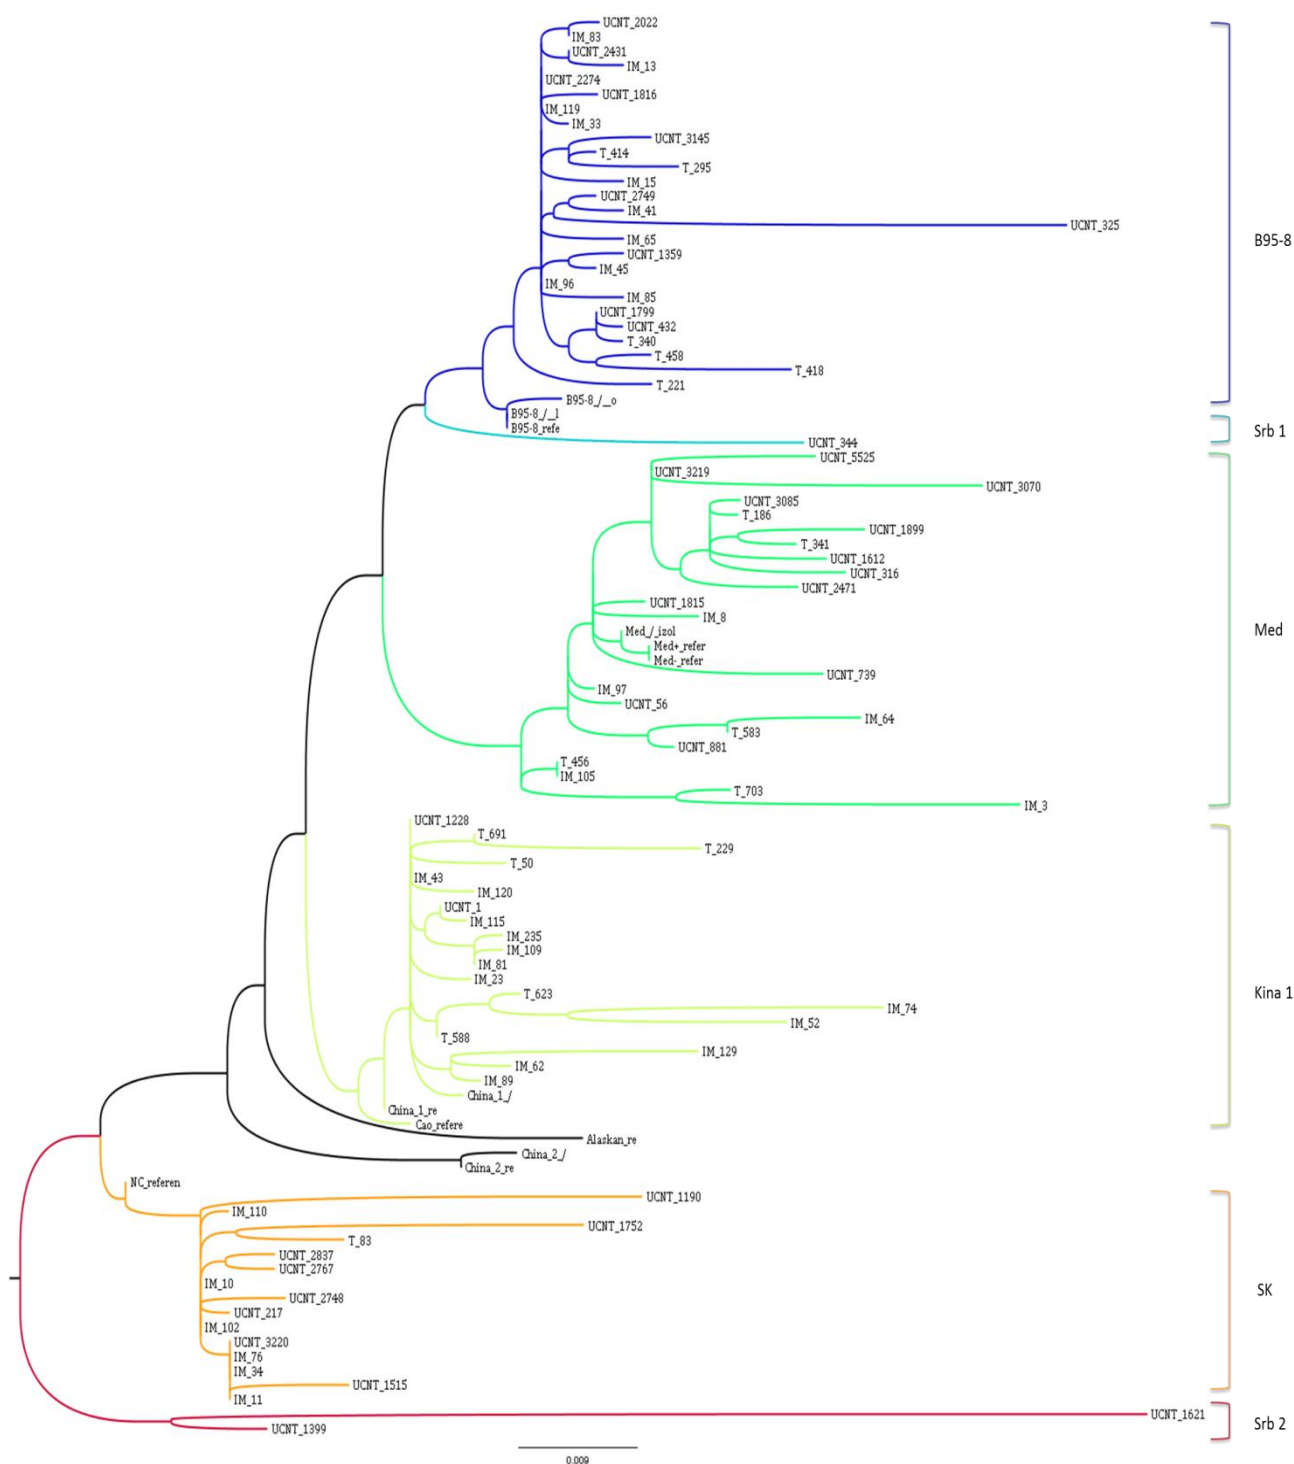 UCNT_2022
IM_83
UCNT_2431
IM_13
UCNT_2274
UCNT_1816
IM_119
IM_33
UCNT_3145
T_414
T_295
IM_15
UCNT_2749
IM_41
UCNT_325
B95-8
IM_65
UCNT_1359
IM_45
IM_96
IM_85
UCNT_1799
UCNT_432
T_340
T_458
T_418
T_221
B95-8_/__o
B95-8_/__l
B95-8_refe
Srb 1
UCNT_344
UCNT_5525
UCNT_3219
UCNT_3070
UCNT_3085
T_186
UCNT_1899
T_341
UCNT_1612
UCNT_316
UCNT_2471
UCNT_1815
IM_8
Med_/_izol
Med
Med+_refer
Med-_refer
UCNT_739
IM_97
UCNT_56
IM_64
T_583
UCNT_881
T_456
IM_105
T_703
IM_3
UCNT_1228
T_691
T_229
T_50
IM_43
IM_120
UCNT_1
IM_115
IM_235
IM_109
IM_81
IM_23
T_623
Kina 1
IM_74
IM_52
T_588
IM_129
IM_62
IM_89
China_1_/
China_1_re
Cao_refere
Alaskan_re
China_2_/
China_2_re
NC_referen
UCNT_1190
IM_110
UCNT_1752
T_83
UCNT_2837
UCNT_2767
IM_10
SK
UCNT_2748
UCNT_217
IM_102
UCNT_3220
IM_76
IM_34
UCNT_1515
IM_11
UCNT_1621
Srb 2
UCNT_1399
0.009